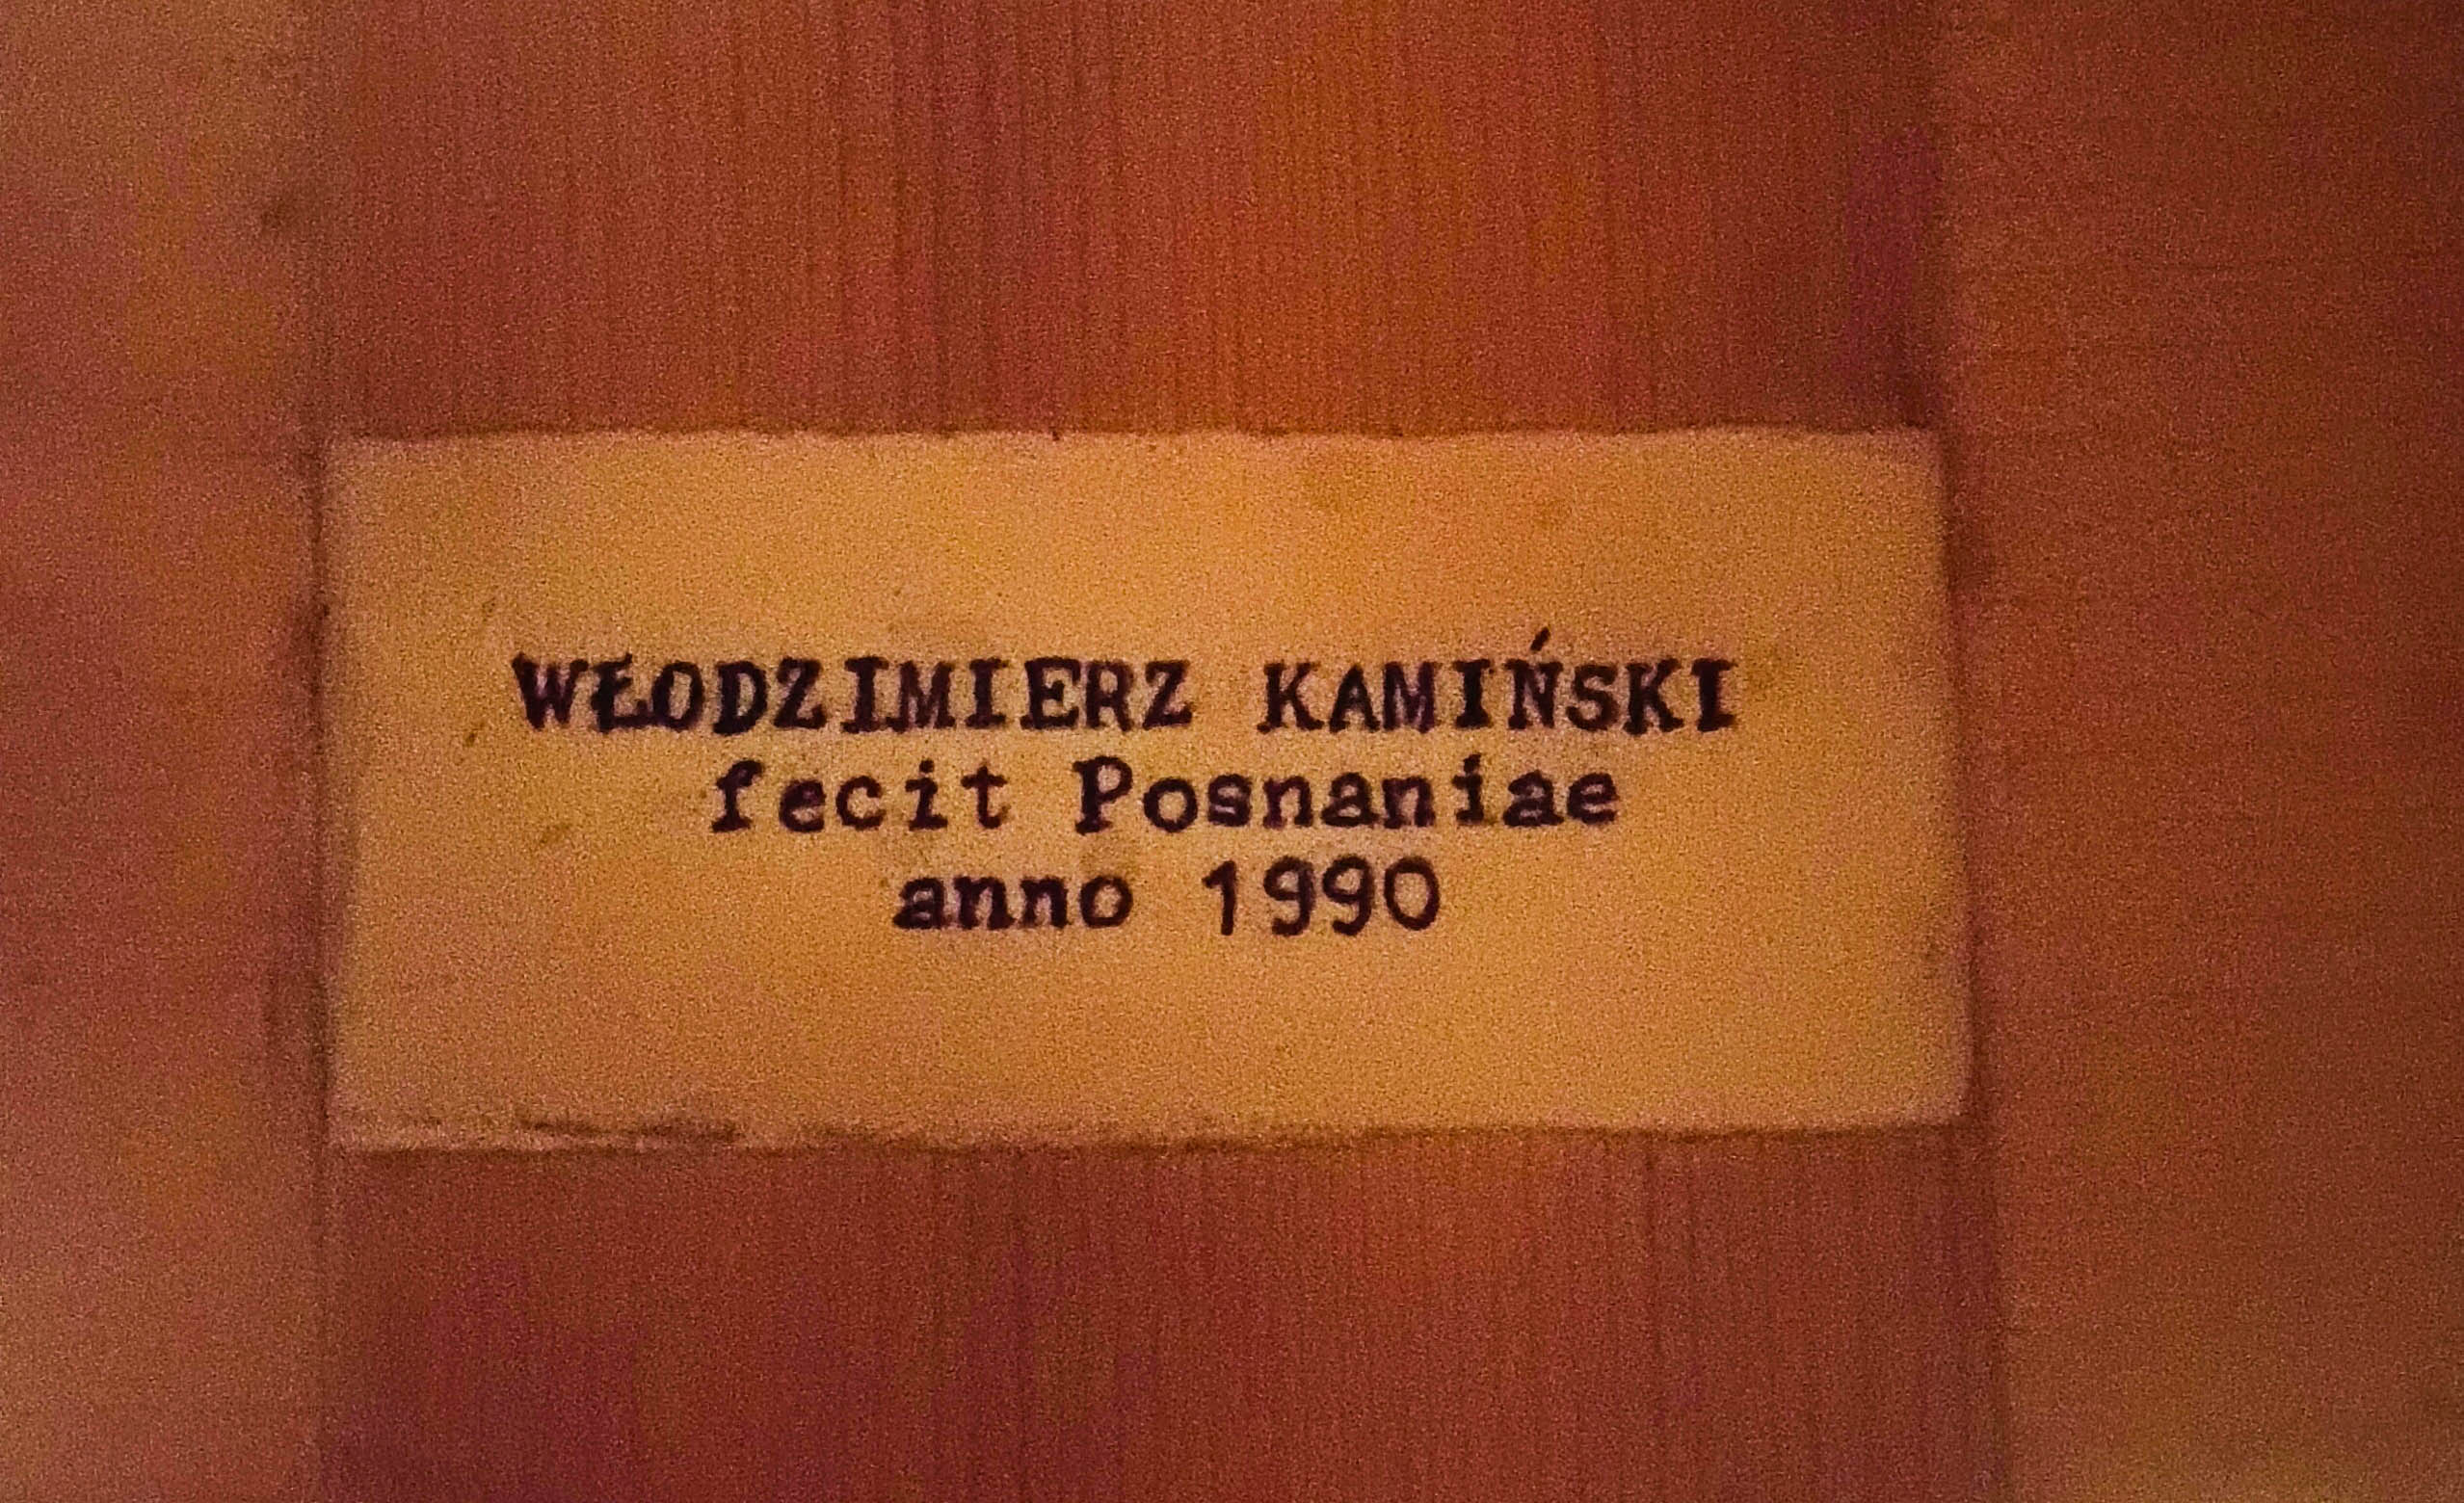 WŁODZIMIERZ KAMIŃSKI
fecit Posnaniae
anno 1990